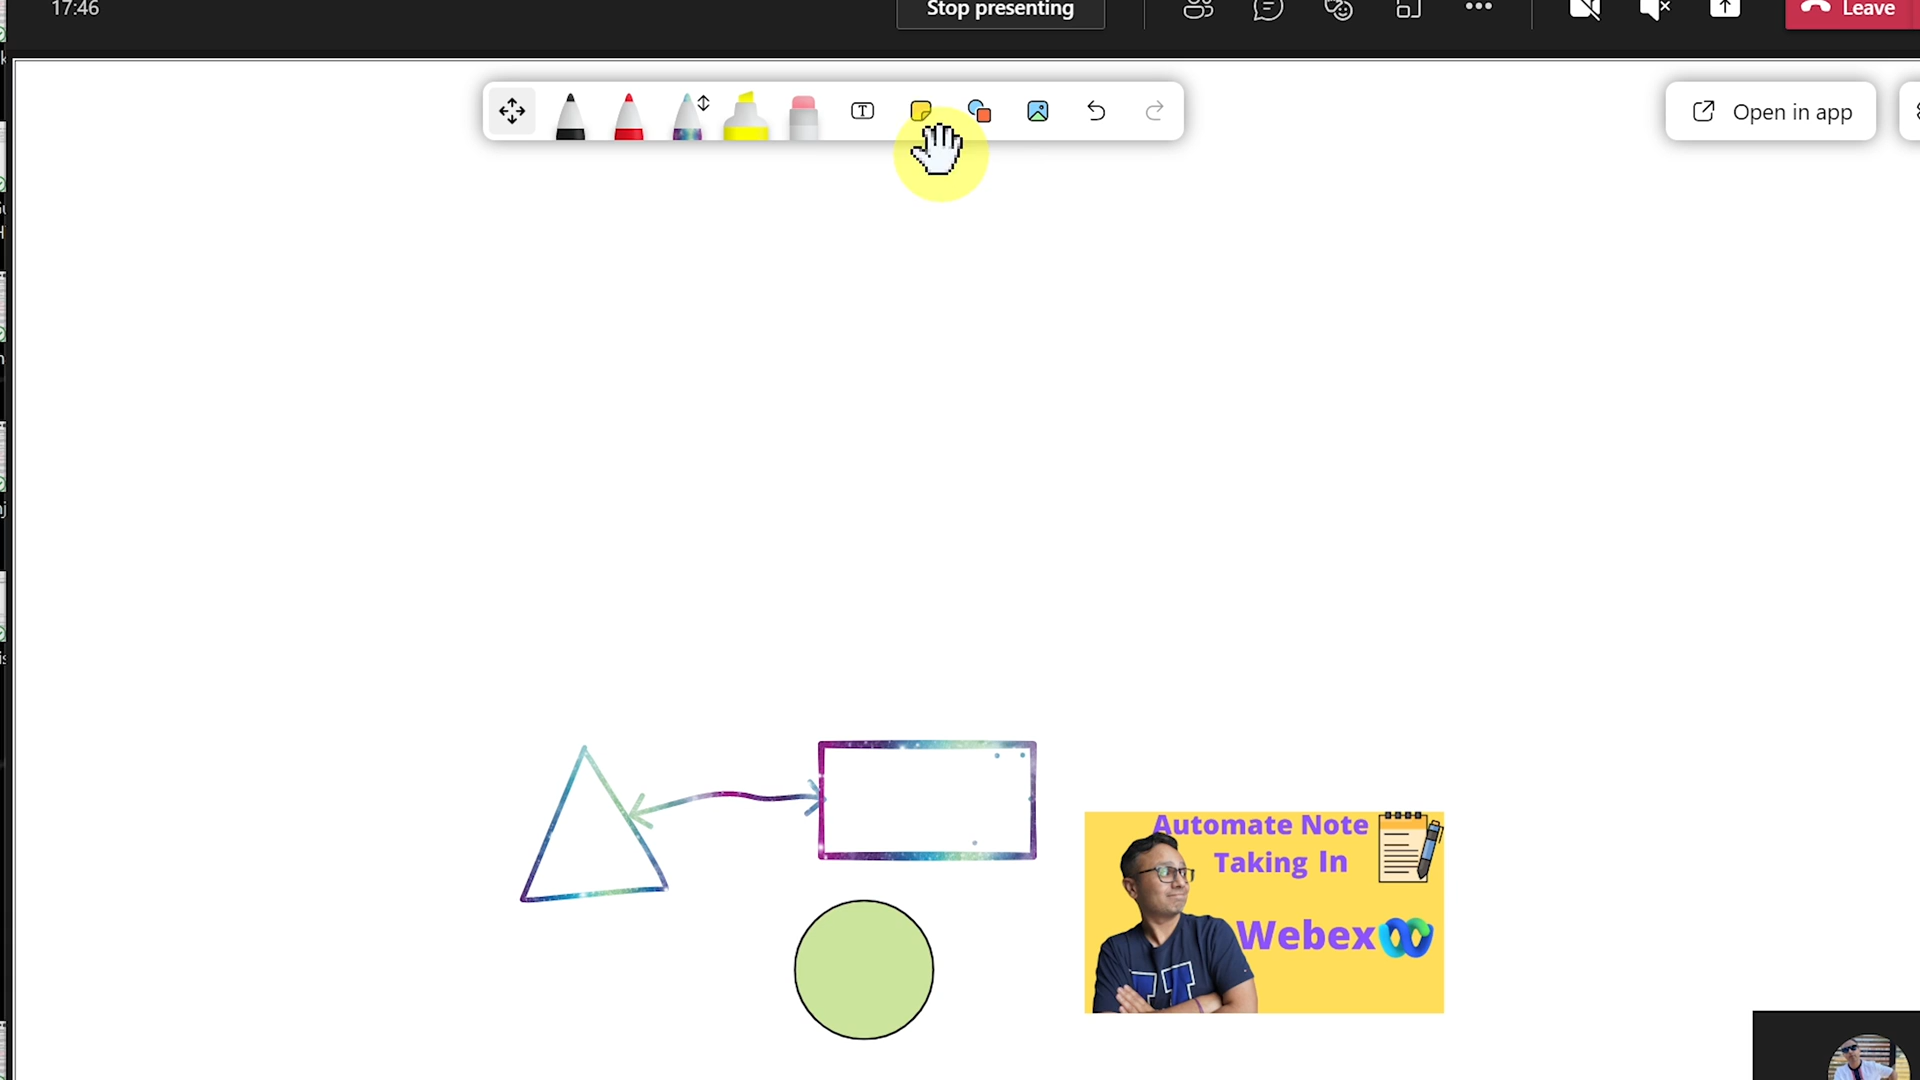 17:46
Stop presenting
Leave
T
Open in app
Automate Note
Taking In
Webex